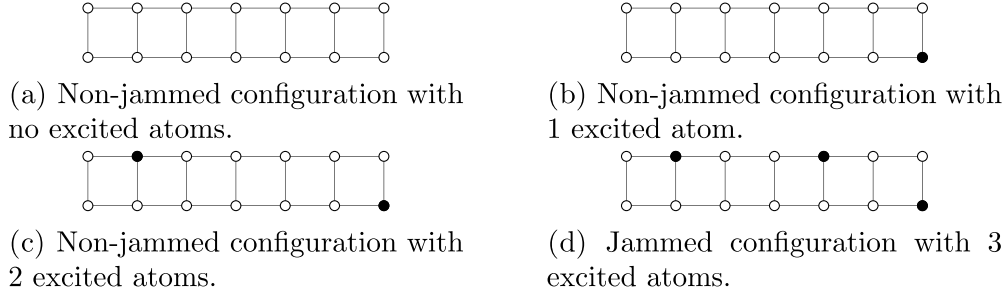 (a) Non-jammed configuration with
no excited atoms.
(b) Non-jammed configuration with
1 excited atom.
(c) Non-jammed configuration with
2 excited atoms.
(d) Jammed configuration with 3
excited atoms.